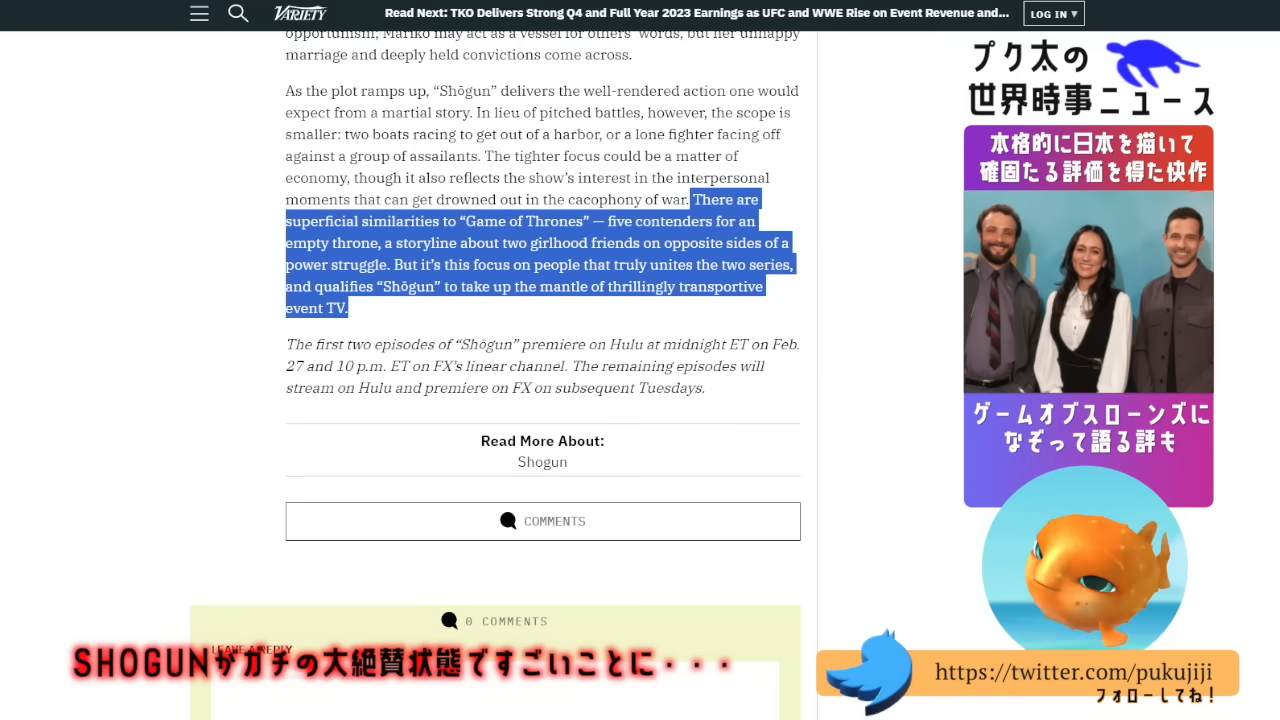 VARIETY
Read Next: TKO Delivers Strong Q4 and Full Year 2023 Earnings as UFC and WWE Rise on Event Revenue and...
LOG IN ▼
opportunism; Mariko may act as a vessel for others' words, but her unhappy
marriage and deeply held convictions come across.
As the plot ramps up, “Shōgun” delivers the well-rendered action one would
expect from a martial story. In lieu of pitched battles, however, the scope is
smaller: two boats racing to get out of a harbor, or a lone fighter facing off
against a group of assailants. The tighter focus could be a matter of
economy, though it also reflects the show’s interest in the interpersonal
moments that can get drowned out in the cacophony of war. There are
superficial similarities to “Game of Thrones” — five contenders for an
empty throne, a storyline about two girlhood friends on opposite sides of a
power struggle. But it’s this focus on people that truly unites the two series,
and qualifies “Shōgun” to take up the mantle of thrillingly transportive
event TV.
The first two episodes of “Shōgun” premiere on Hulu at midnight ET on Feb.
27 and 10 p.m. ET on FX’s linear channel. The remaining episodes will
stream on Hulu and premiere on FX on subsequent Tuesdays.
Read More About:
Shogun
COMMENTS
0 COMMENTS
LEAVE A REPLY
SHOGUNがガチの大絶賛状態ですごいことに・・・
プク太の
世界時事ニュース
本格的に日本を描いて
確固たる評価を得た快作
ゲームオブスローンズに
なぞって語る評も
https://twitter.com/pukujiji
フォローしてね！